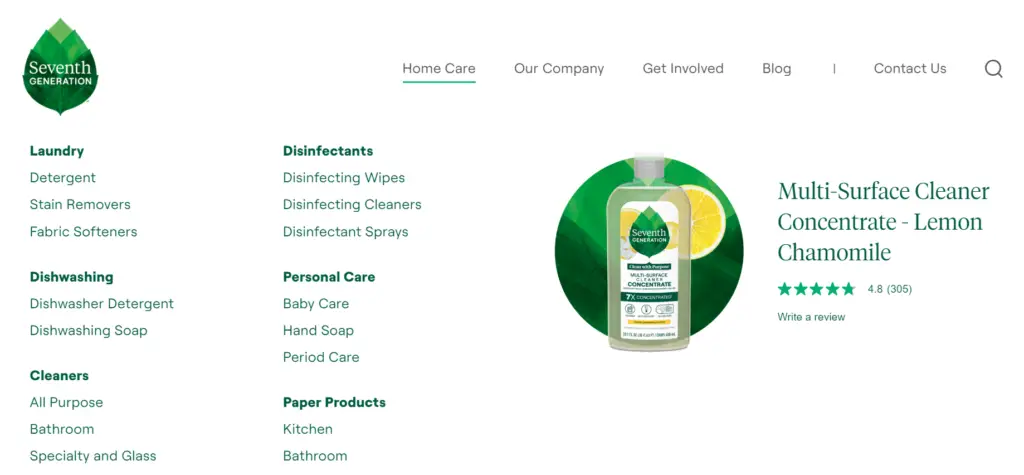 Seventh
GENERATION
Home Care
Our Company
Get Involved
Blog
|
Contact Us
Laundry
Detergent
Stain Removers
Fabric Softeners
Dishwashing
Dishwasher Detergent
Dishwashing Soap
Cleaners
All Purpose
Bathroom
Specialty and Glass
Disinfectants
Disinfecting Wipes
Disinfecting Cleaners
Disinfectant Sprays
Personal Care
Baby Care
Hand Soap
Period Care
Paper Products
Kitchen
Bathroom
Seventh
GENERATION
Clean with Purpose
MULTI-SURFACE
CLEANER
CONCENTRATE
7X CONCENTRATED
Multi-Surface Cleaner
Concentrate - Lemon
Chamomile
4.8 (305)
Write a review